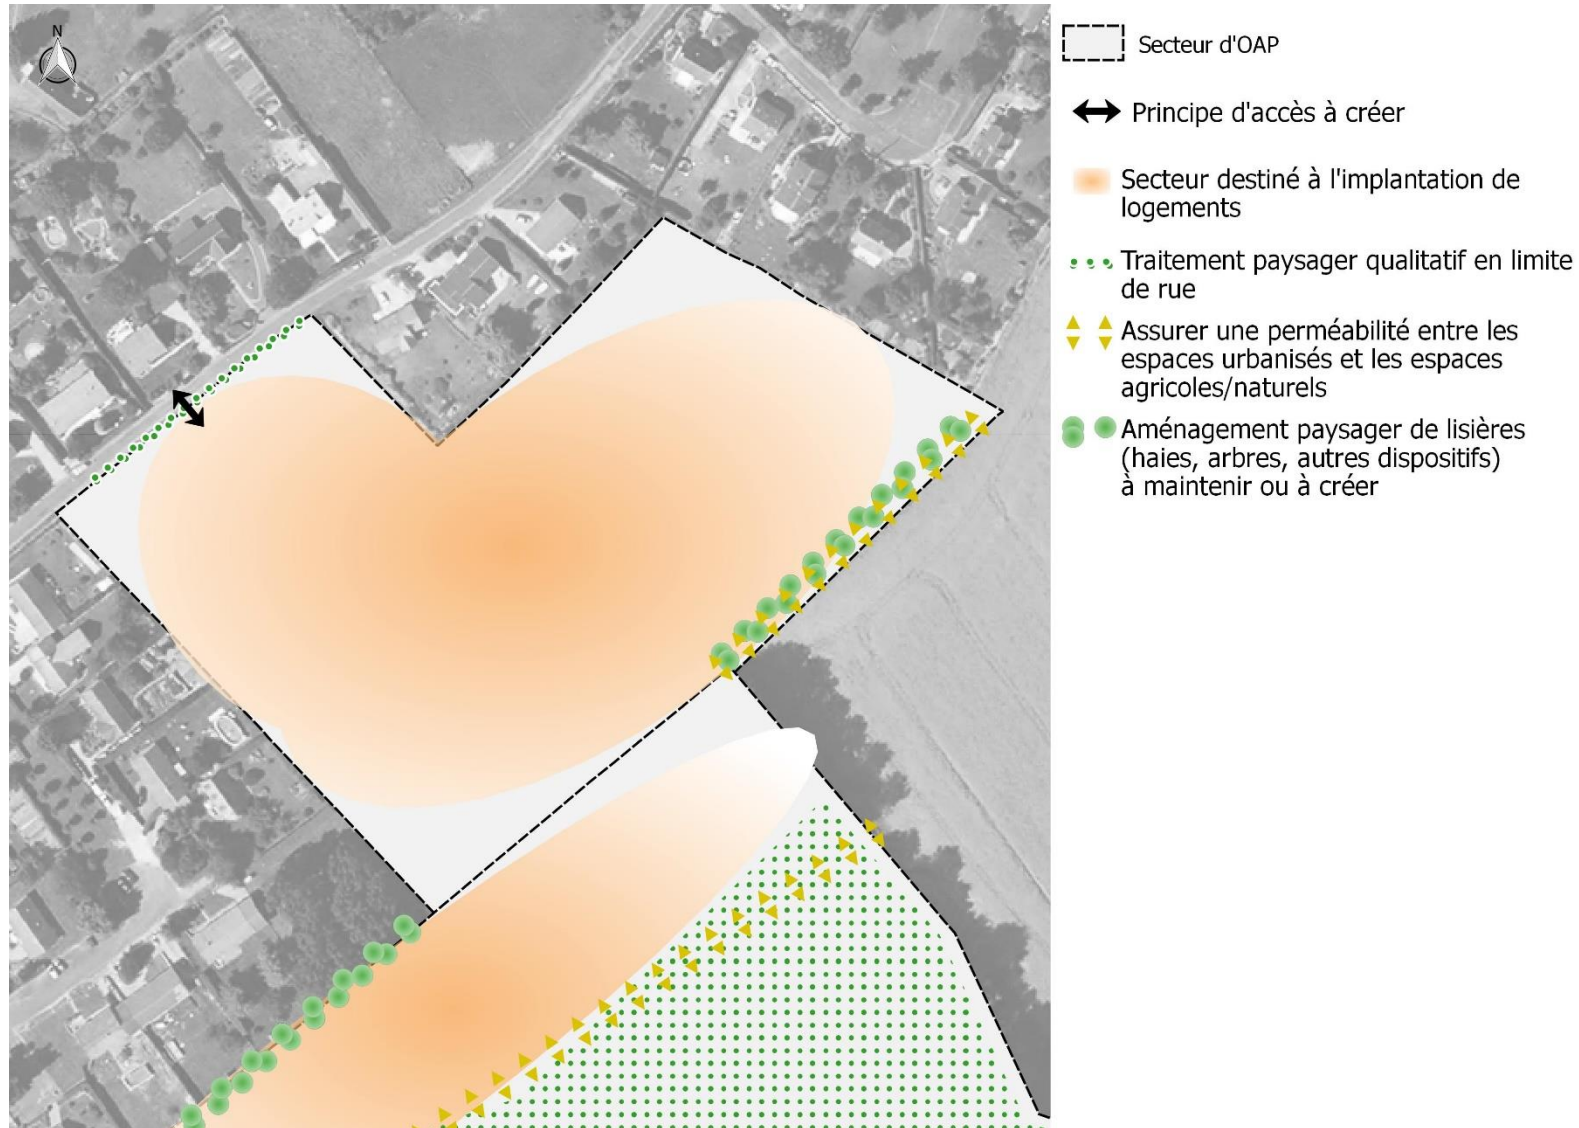 N
Secteur d'OAP
Principe d'accès à créer
Secteur destiné à l'implantation de
logements
Traitement paysager qualitatif en limite
de rue
Assurer une perméabilité entre les
espaces urbanisés et les espaces
agricoles/naturels
Aménagement paysager de lisières
(haies, arbres, autres dispositifs)
à maintenir ou à créer